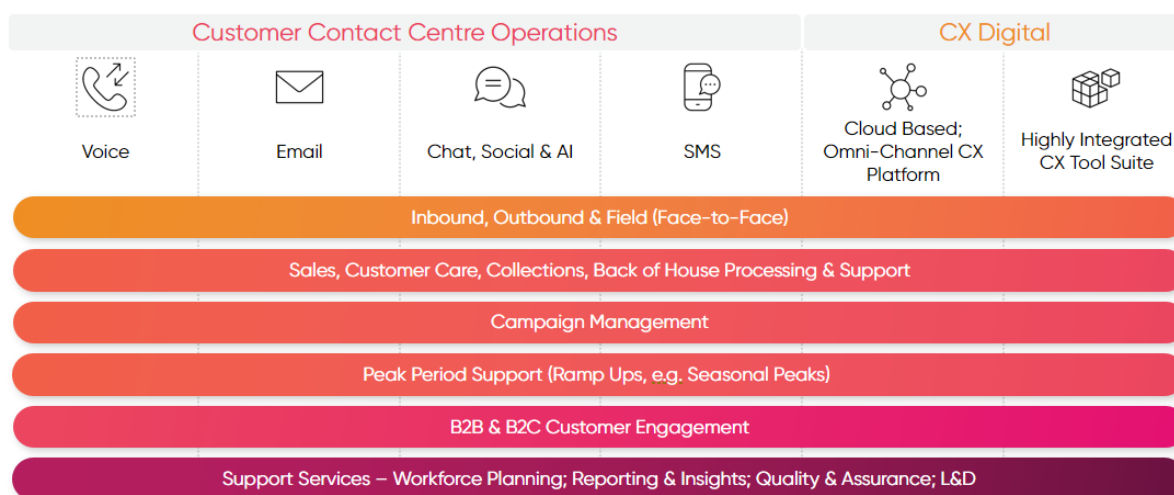 Customer Contact Centre Operations
CX Digital
Voice
Email
Chat, Social & AI
SMS
Cloud Based;
Omni-Channel CX
Platform
Highly Integrated
CX Tool Suite
Inbound, Outbound & Field (Face-to-Face)
Sales, Customer Care, Collections, Back of House Processing & Support
Campaign Management
Peak Period Support (Ramp Ups, e.g. Seasonal Peaks)
B2B & B2C Customer Engagement
Support Services – Workforce Planning; Reporting & Insights; Quality & Assurance; L&D